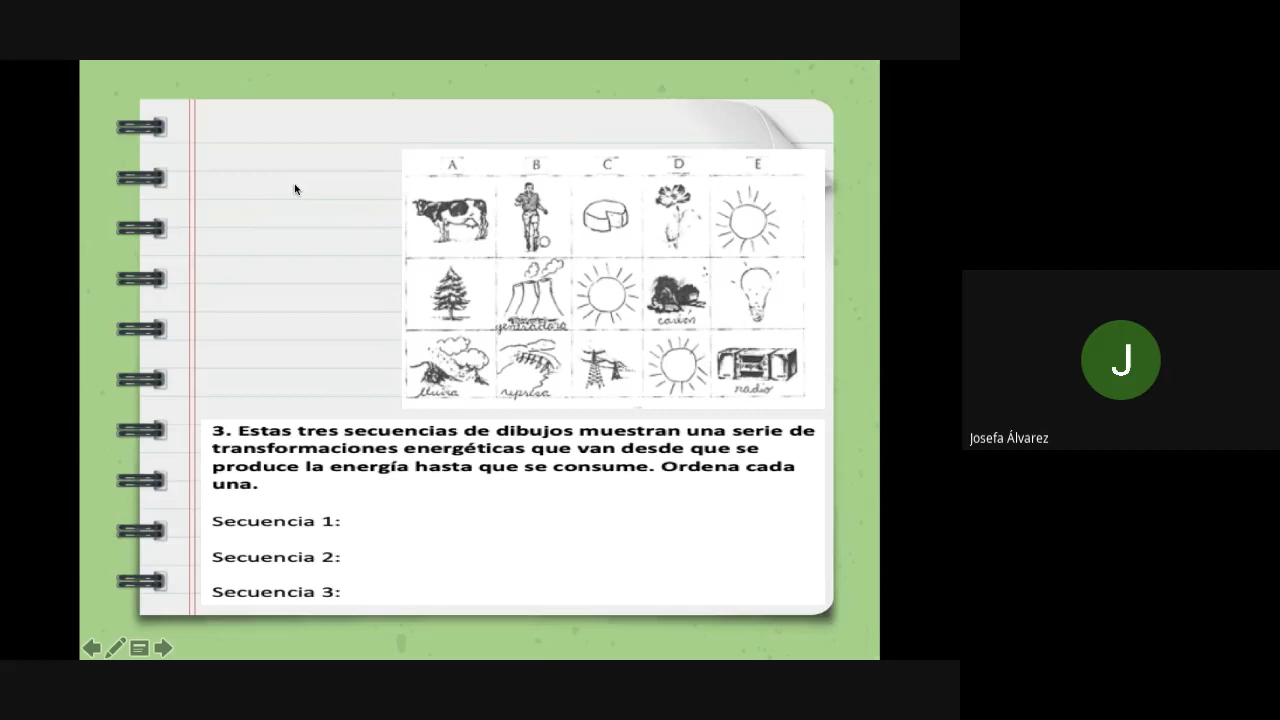 A B C D E
generadora
carbón
lluvia represa radio
3. Estas tres secuencias de dibujos muestran una serie de
transformaciones energéticas que van desde que se
produce la energía hasta que se consume. Ordena cada
una.
Secuencia 1:
Secuencia 2:
Secuencia 3:
J
Josefa Álvarez